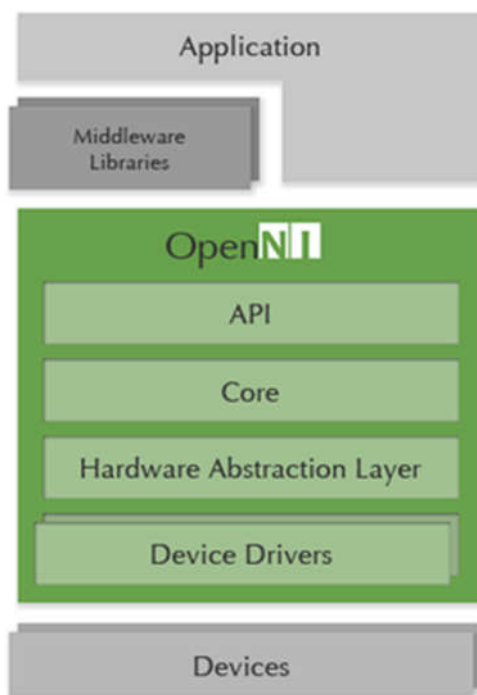 Application
Middleware
Libraries
OpenNI
API
Core
Hardware Abstraction Layer
Device Drivers
Devices